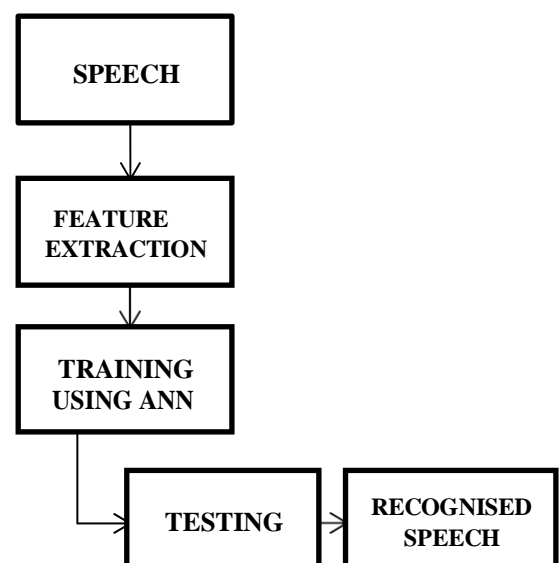 SPEECH
FEATURE
EXTRACTION
TRAINING
USING ANN
TESTING
RECOGNISED
SPEECH